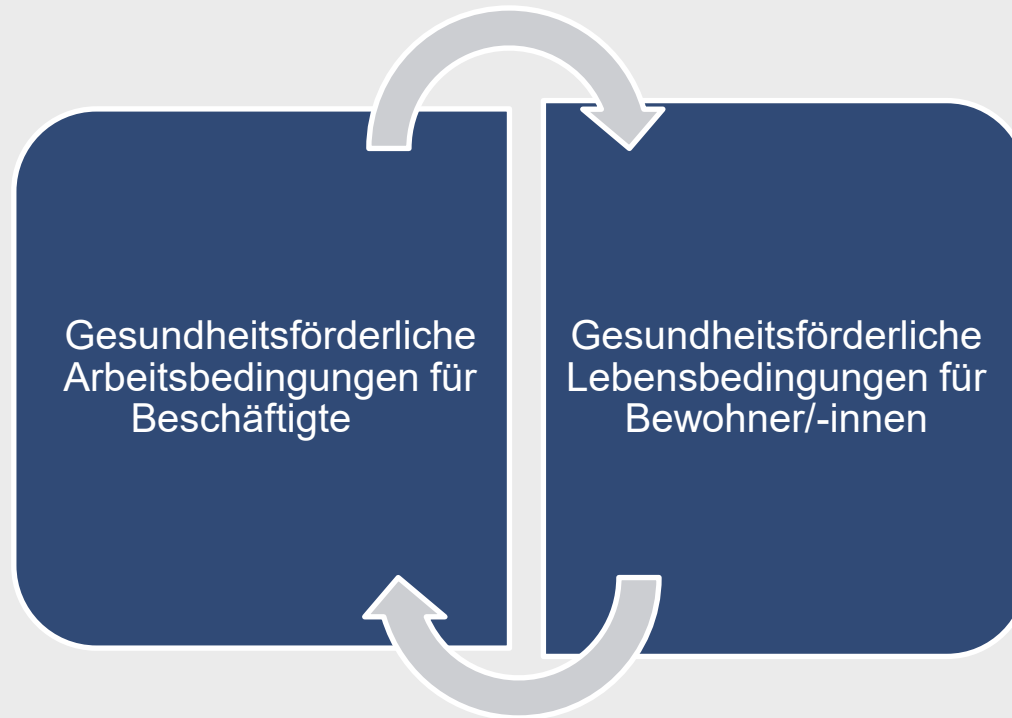 Gesundheitsförderliche
Arbeitsbedingungen für
Beschäftigte
Gesundheitsförderliche
Lebensbedingungen für
Bewohner/-innen